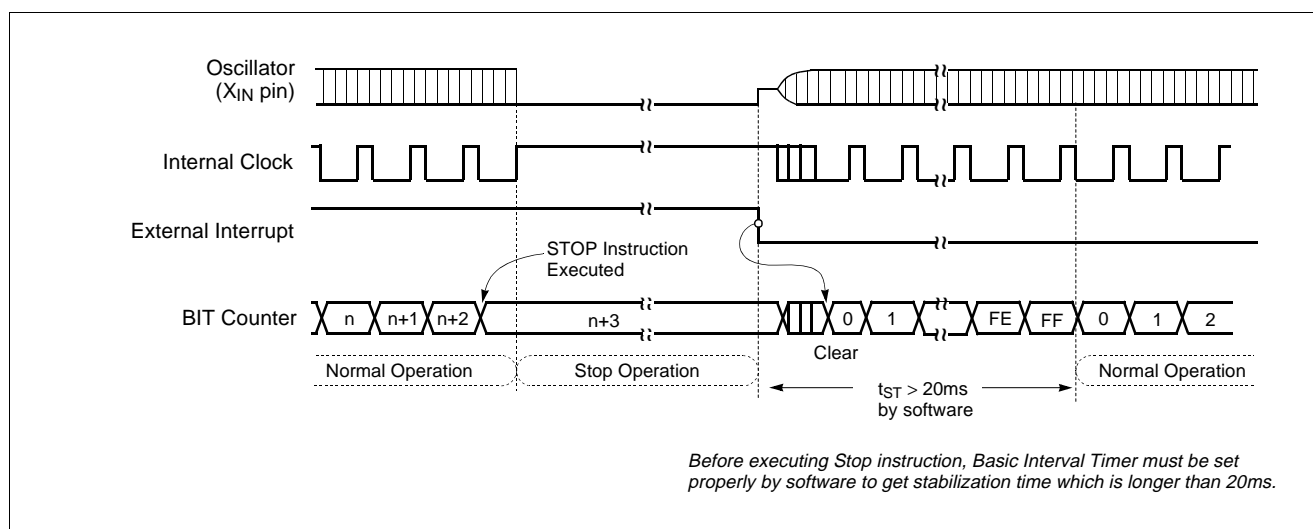 Oscillator
(XIN pin)
Internal Clock
External Interrupt
STOP Instruction
Executed
BIT Counter
n n+1 n+2 n+3 0 1 FE FF 0 1 2
Clear
Normal Operation Stop Operation Normal Operation
tST > 20ms
by software
Before executing Stop instruction, Basic Interval Timer must be set
properly by software to get stabilization time which is longer than 20ms.